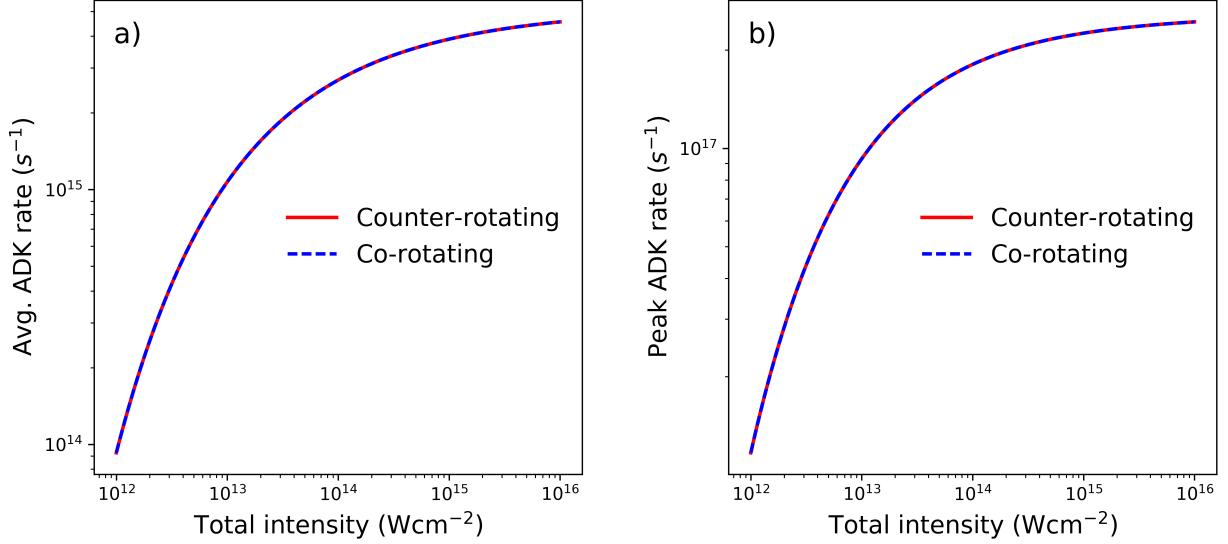 a)
Avg. ADK rate (s⁻¹)
10¹⁵
10¹⁴
Counter-rotating
Co-rotating
10¹² 10¹³ 10¹⁴ 10¹⁵ 10¹⁶
Total intensity (Wcm⁻²)
b)
Peak ADK rate (s⁻¹)
10¹⁷
Counter-rotating
Co-rotating
10¹² 10¹³ 10¹⁴ 10¹⁵ 10¹⁶
Total intensity (Wcm⁻²)